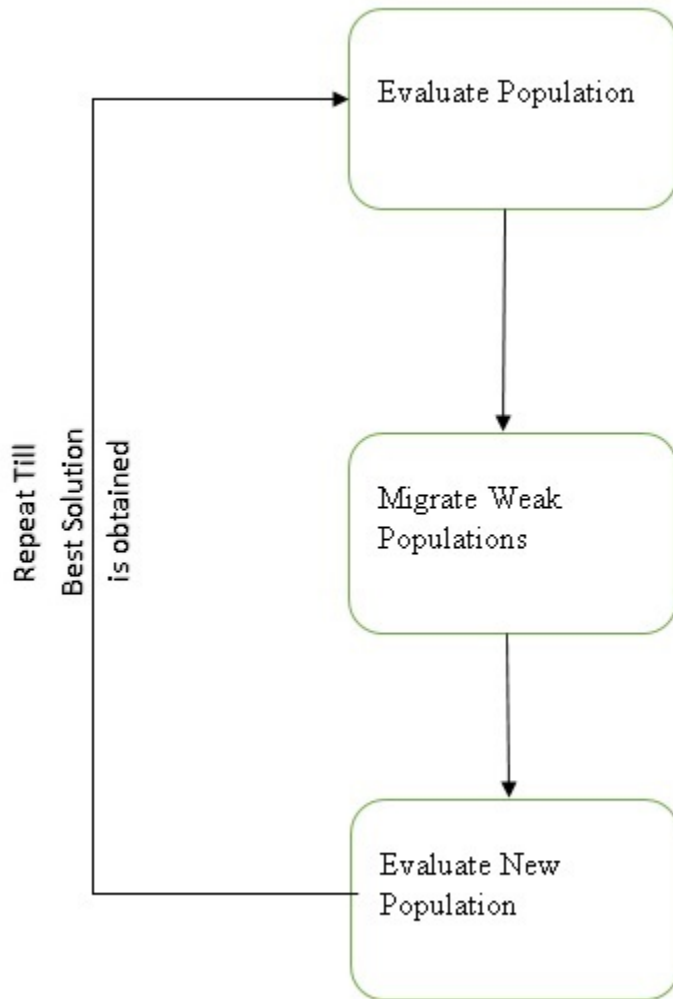 Evaluate Population
Repeat Till
Best Solution
is obtained
Migrate Weak
Populations
Evaluate New
Population